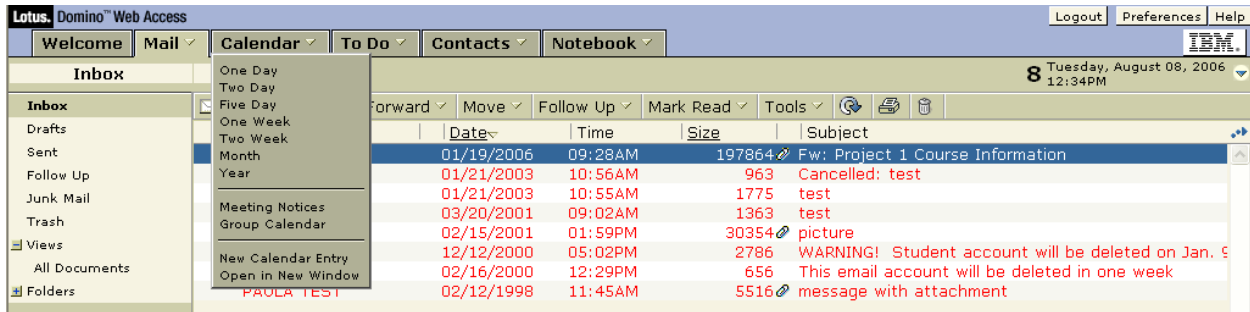 Lotus. Domino™ Web Access Logout Preferences Help
Welcome Mail Calendar To Do Contacts Notebook IBM.
Inbox 8 Tuesday, August 08, 2006
12:34PM
Inbox
Drafts
Sent
Follow Up
Junk Mail
Trash
Views
All Documents
Folders
One Day
Two Day
Five Day
One Week
Two Week
Month
Year
Meeting Notices
Group Calendar
New Calendar Entry
Open in New Window
Forward Move Follow Up Mark Read Tools
Date Time Size Subject
01/19/2006 09:28AM 197864 Fw: Project 1 Course Information
01/21/2003 10:56AM 963 Cancelled: test
01/21/2003 10:55AM 1775 test
03/20/2001 09:02AM 1363 test
02/15/2001 01:59PM 30354 picture
12/12/2000 05:02PM 2786 WARNING! Student account will be deleted on Jan. 9
02/16/2000 12:29PM 656 This email account will be deleted in one week
PAULA TEST 02/12/1998 11:45AM 5516 message with attachment